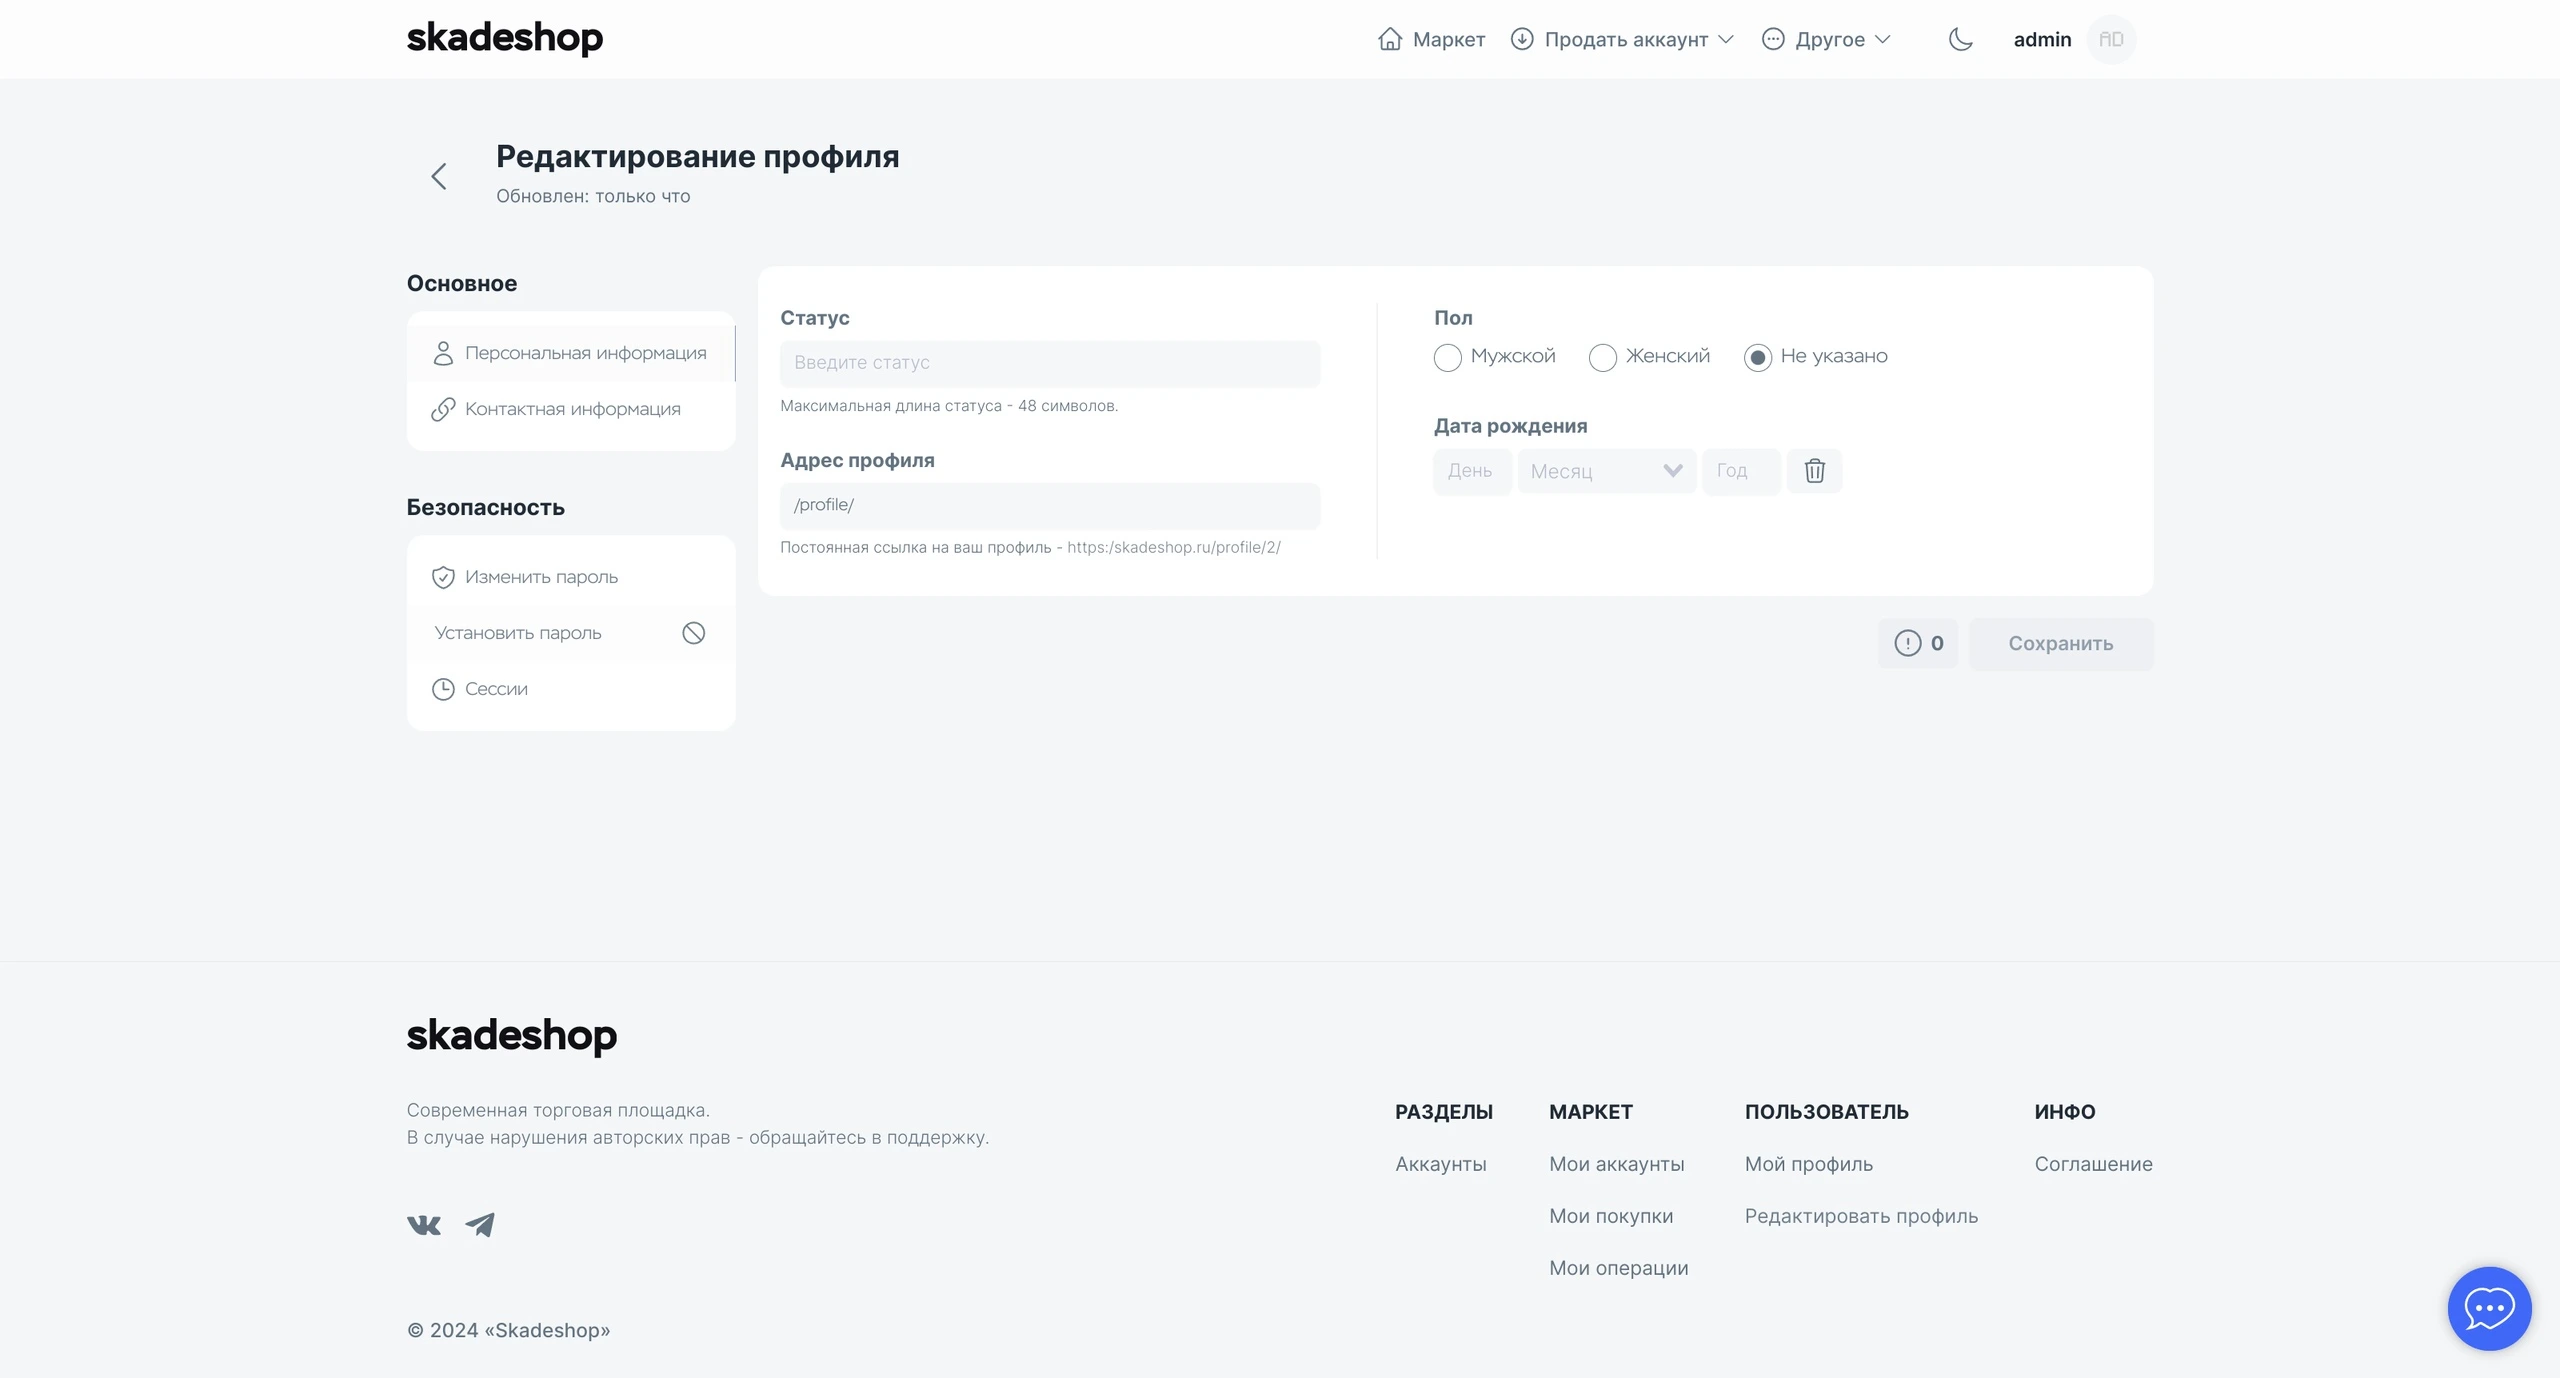 skadeshop
Маркет
Продать аккаунт
Другое
admin
AD
Редактирование профиля
Обновлен: только что
Основное
Персональная информация
Контактная информация
Безопасность
Изменить пароль
Установить пароль
Сессии
Статус
Введите статус
Максимальная длина статуса - 48 символов.
Адрес профиля
/profile/
Постоянная ссылка на ваш профиль - https:/skadeshop.ru/profile/2/
Пол
Мужской
Женский
Не указано
Дата рождения
День
Месяц
Год
0
Сохранить
skadeshop
Современная торговая площадка.
В случае нарушения авторских прав - обращайтесь в поддержку.
© 2024 «Skadeshop»
РАЗДЕЛЫ
Аккаунты
МАРКЕТ
Мои аккаунты
Мои покупки
Мои операции
ПОЛЬЗОВАТЕЛЬ
Мой профиль
Редактировать профиль
ИНФО
Соглашение